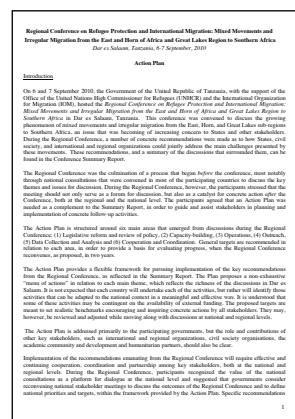 Regional Conference on Refugee Protection and International Migration: Mixed Movements and
Irregular Migration from the East and Horn of Africa and Great Lakes Region to Southern Africa
Dar es Salaam, Tanzania, 6-7 September, 2010
Action Plan
Introduction
On 6 and 7 September 2010, the Government of the United Republic of Tanzania, with the support of the
Office of the United Nations High Commissioner for Refugees (UNHCR) and the International Organization
for Migration (IOM), hosted the Regional Conference on Refugee Protection and International Migration:
Mixed Movements and Irregular Migration from the East and Horn of Africa and Great Lakes Region to
Southern Africa in Dar es Salaam, Tanzania. This conference was convened to discuss the growing
phenomenon of mixed movements and irregular migration from the East, Horn, and Great Lakes sub-regions
to Southern Africa, an issue that was becoming of increasing concern to States and other stakeholders.
During the Regional Conference, a number of concrete recommendations were made as to how States, civil
society, and international and regional organizations could jointly address the main challenges presented by
these movements. These recommendations, and a summary of the discussions that surrounded them, can be
found in the Conference Summary Report.
The Regional Conference was the culmination of a process that began before the conference, most notably
through national consultations that were convened in most of the participating countries to discuss the key
themes and issues for discussion. During the Regional Conference, however, the participants stressed that the
meeting should not only serve as a forum for discussion, but also as a catalyst for concrete action after the
Conference, both at the regional and the national level. The participants agreed that an Action Plan was
needed as a complement to the Summary Report, in order to guide and assist stakeholders in planning and
implementation of concrete follow-up activities.
The Action Plan is structured around six main areas that emerged from discussions during the Regional
Conference: (1) Legislative reform and review of policy, (2) Capacity-building, (3) Operations, (4) Outreach,
(5) Data Collection and Analysis and (6) Cooperation and Coordination. General targets are recommended in
relation to each area, in order to provide a basis for evaluating progress, when the Regional Conference
reconvenes, as proposed, in two years.
The Action Plan provides a flexible framework for pursuing implementation of the key recommendations
from the Regional Conference, as reflected in the Summary Report. The Plan proposes a non-exhaustive
"menu of actions" in relation to each main theme, which reflects the richness of the discussions in Dar es
Salaam. It is not expected that each country will undertake each of the activities, but rather will identify those
activities that can be adapted to the national context in a meaningful and effective way. It is understood that
some of these activities may be contingent on the availability of external funding. The proposed targets are
meant to set realistic benchmarks encouraging and inspiring concrete actions by all stakeholders. They may,
however, be reviewed and adjusted while moving along with discussions at national and regional levels.
The Action Plan is addressed primarily to the participating governments, but the role and contributions of
other key stakeholders, such as international and regional organizations, civil society organisations, the
academic community and development and humanitarian partners, should also be clear.
Implementation of the recommendations emanating from the Regional Conference will require effective and
continuing cooperation, coordination and partnership among key stakeholders, both at the national and
regional levels. During the Regional Conference, participants recognized the value of the national
consultations as a platform for dialogue at the national level and suggested that governments consider
reconvening national stakeholder meetings to discuss the outcomes of the Regional Conference and to define
national priorities and targets, within the framework provided by the Action Plan. Specific recommendations
1